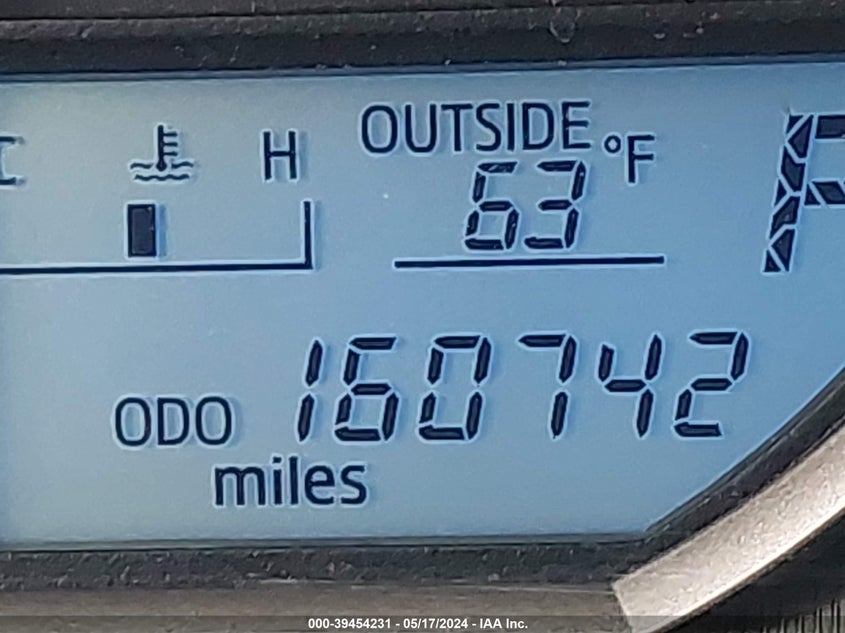 C H
OUTSIDE
63 °F
P
ODO 160742
miles
000-39454231 - 05/17/2024 - IAA Inc.